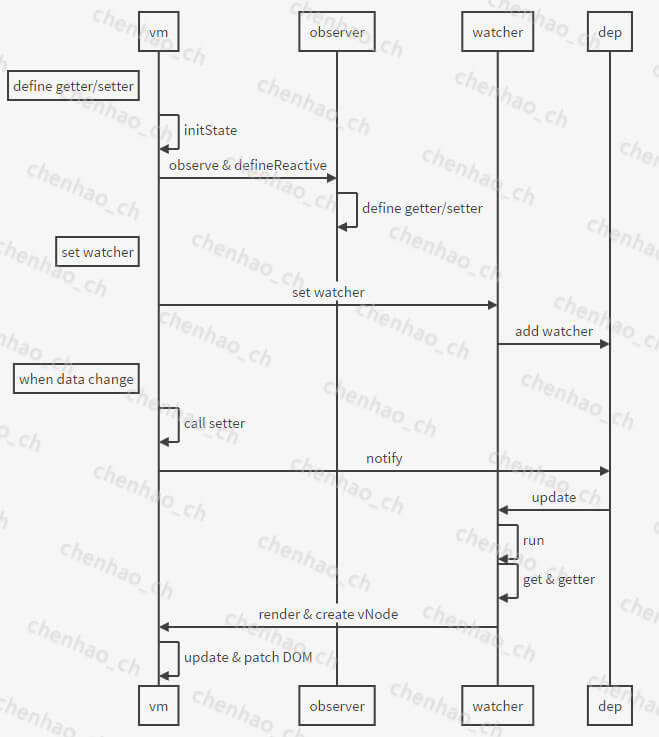 vm observer watcher dep
define getter/setter
initState
observe & defineReactive
define getter/setter
set watcher
set watcher
add watcher
when data change
call setter
notify
update
run
get & getter
render & create vNode
update & patch DOM
vm observer watcher dep
chenhao_ch